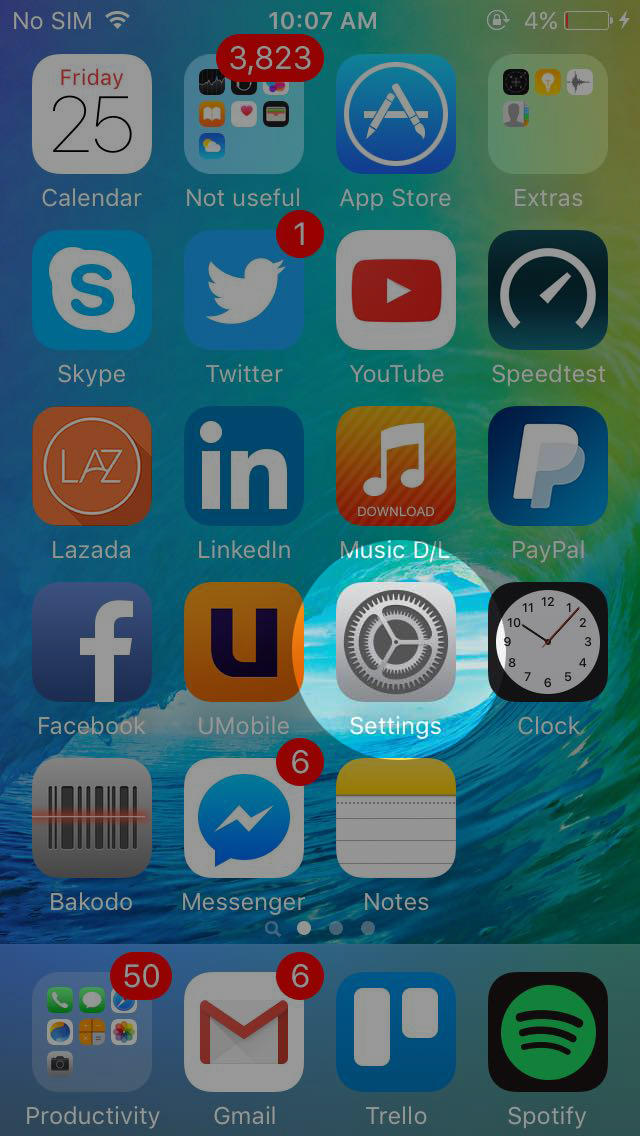 No SIM 10:07 AM 4%
3,823
Friday
25
Calendar Not useful App Store Extras
1
S
Skype Twitter YouTube Speedtest
LAZ in DOWNLOAD P
Lazada LinkedIn Music D/L PayPal
f u 12 1 2 3 4 5 6 7 8 9 10 11
Facebook UMobile Settings Clock
6
Bakodo Messenger Notes
50 6
Productivity Gmail Trello Spotify